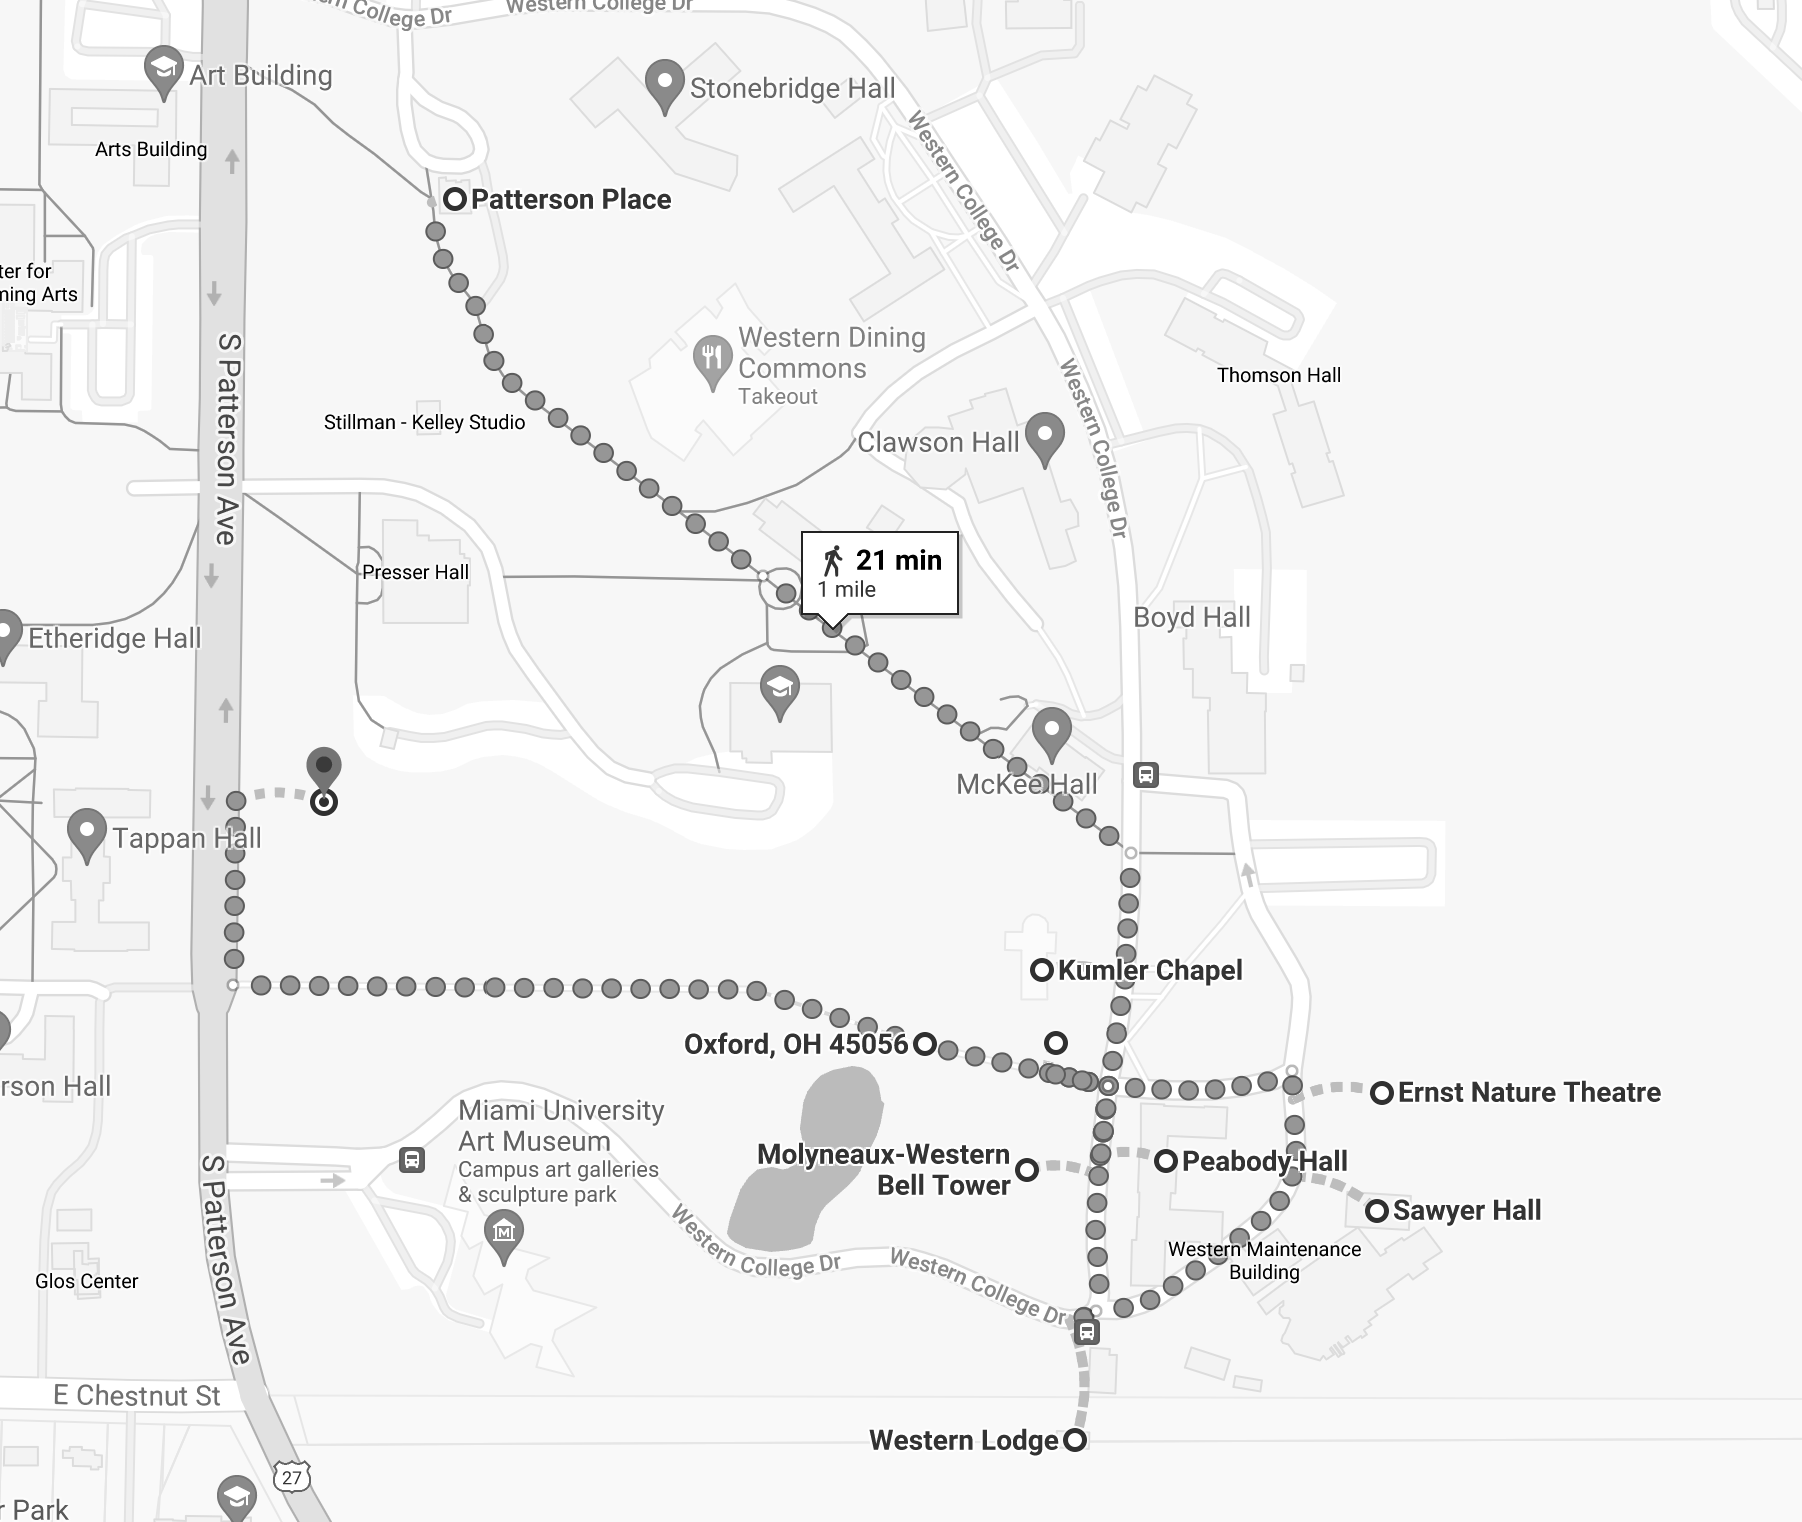 Western College Dr
College Dr
Art Building
Stonebridge Hall
Arts Building
Western College Dr
Patterson Place
Western Dining
Commons
Takeout
Thomson Hall
S Patterson Ave
Stillman - Kelley Studio
Clawson Hall
Western College Dr
21 min
1 mile
Presser Hall
Boyd Hall
Etheridge Hall
McKee Hall
Tappan Hall
Kumler Chapel
Oxford, OH 45056
Ernst Nature Theatre
Miami University
Art Museum
Campus art galleries
& sculpture park
Molyneaux-Western
Bell Tower
Peabody Hall
Sawyer Hall
S Patterson Ave
Western College Dr
Western College Dr
Western Maintenance
Building
Glos Center
E Chestnut St
Western Lodge
27
ter for
ming Arts
rson Hall
r Park